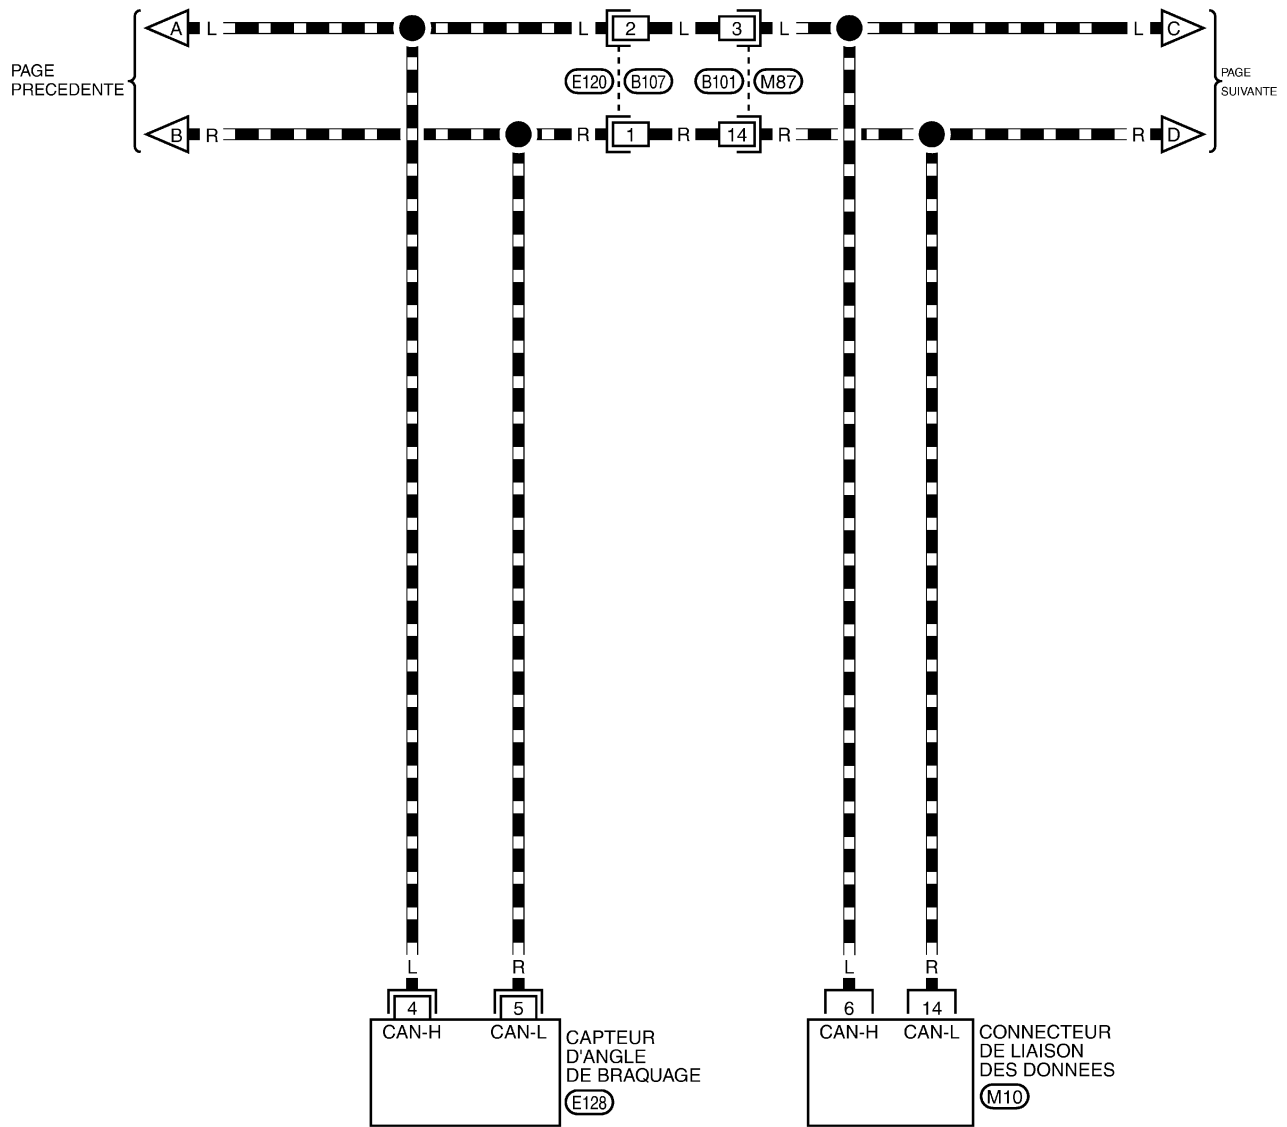 A L L 2 L 3 L L C
PAGE
PRECEDENTE
E120 B107 B101 M87
PAGE
SUIVANTE
B R R 1 R 14 R R D
L R L R
4 5 6 14
CAN-H CAN-L CAN-H CAN-L
CAPTEUR
D'ANGLE
DE BRAQUAGE
E128
CONNECTEUR
DE LIAISON
DES DONNEES
M10